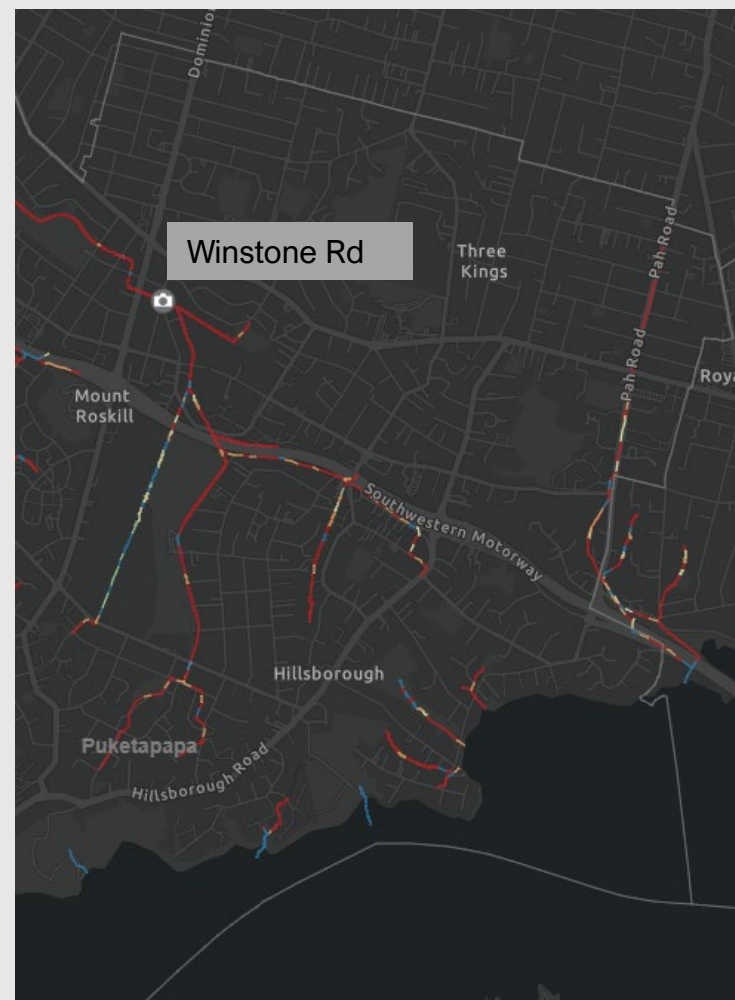 Dominion
Winstone Rd
Three
Kings
Pah Road
Pah Road
Roya
Mount
Roskill
Southwestern Motorway
Hillsborough
Puketapapa
Hillsborough Road